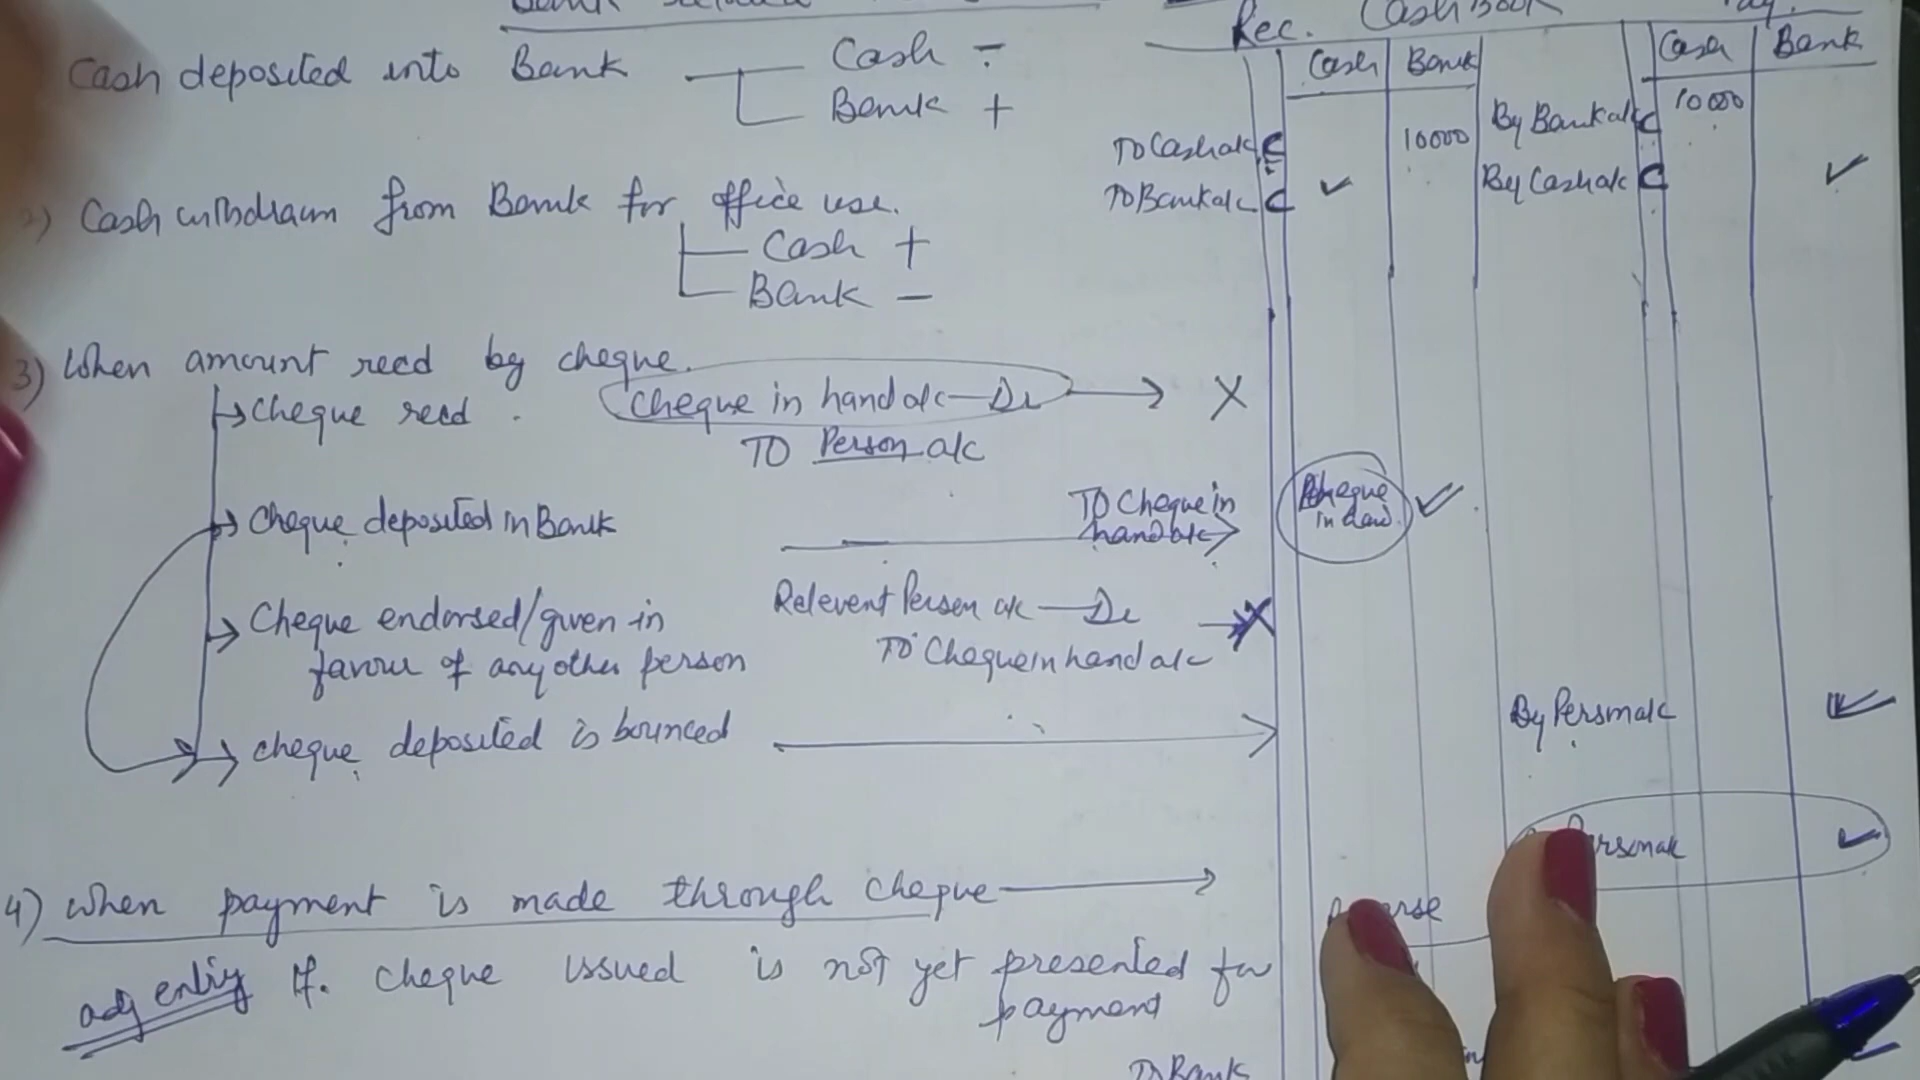 Rec. Cash Book
Cash Bank Cash Bank
Cash deposited into Bank Cash -
Bank +
By Bank a/c C 10000
To Cash a/c C 10000
2) Cash withdrawn from Bank for office use.
To Bank a/c C ✓ By Cash a/c C ✓
Cash +
Bank -
3) When amount recd by cheque.
→ cheque recd. Cheque in hand a/c — Dr → X
TO Person a/c
→ Cheque deposited in Bank TO Cheque in hand a/c → ✓
→ Cheque endorsed/given in favour of any other person
Relevent Person a/c — Dr
TO Cheque in hand a/c → X
→ cheque deposited is bounced → By Person a/c ✓
4) When payment is made through cheque →
adj entry If. cheque issued is not yet presented for payment
To Bank